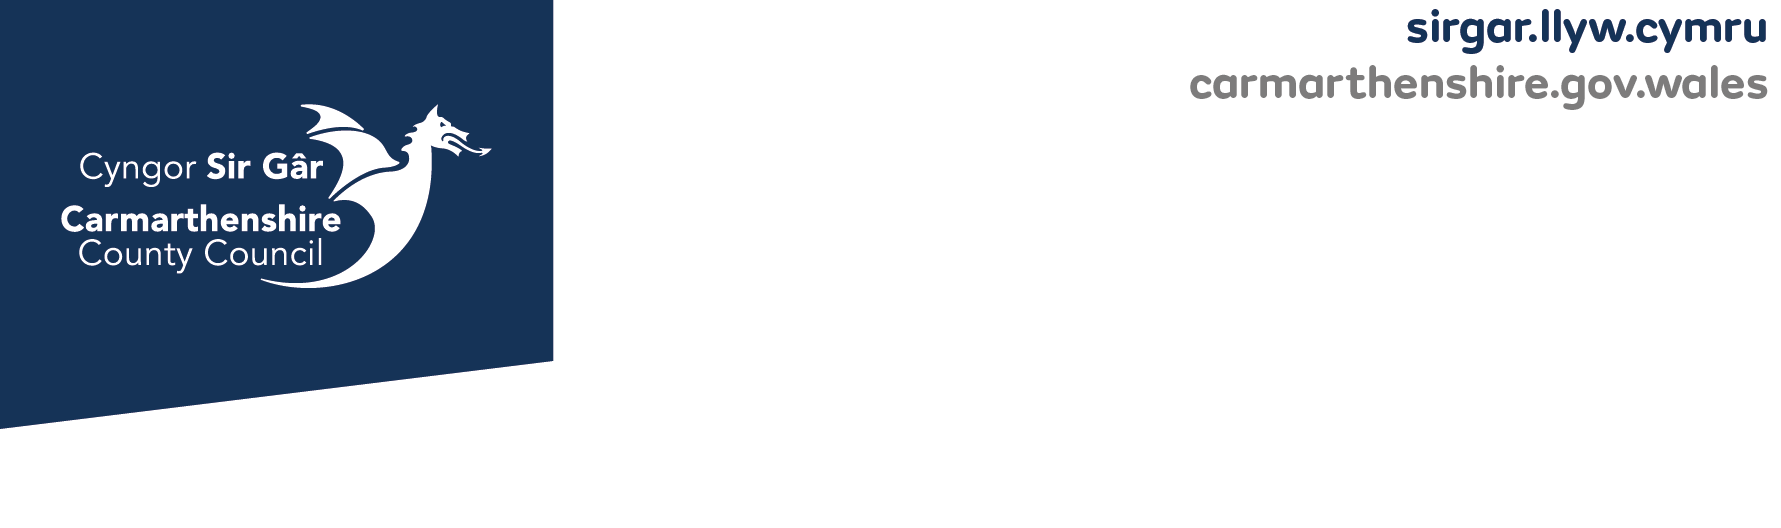 sirgar.llyw.cymru
carmarthenshire.gov.wales
Cyngor Sir Gâr
Carmarthenshire
County Council